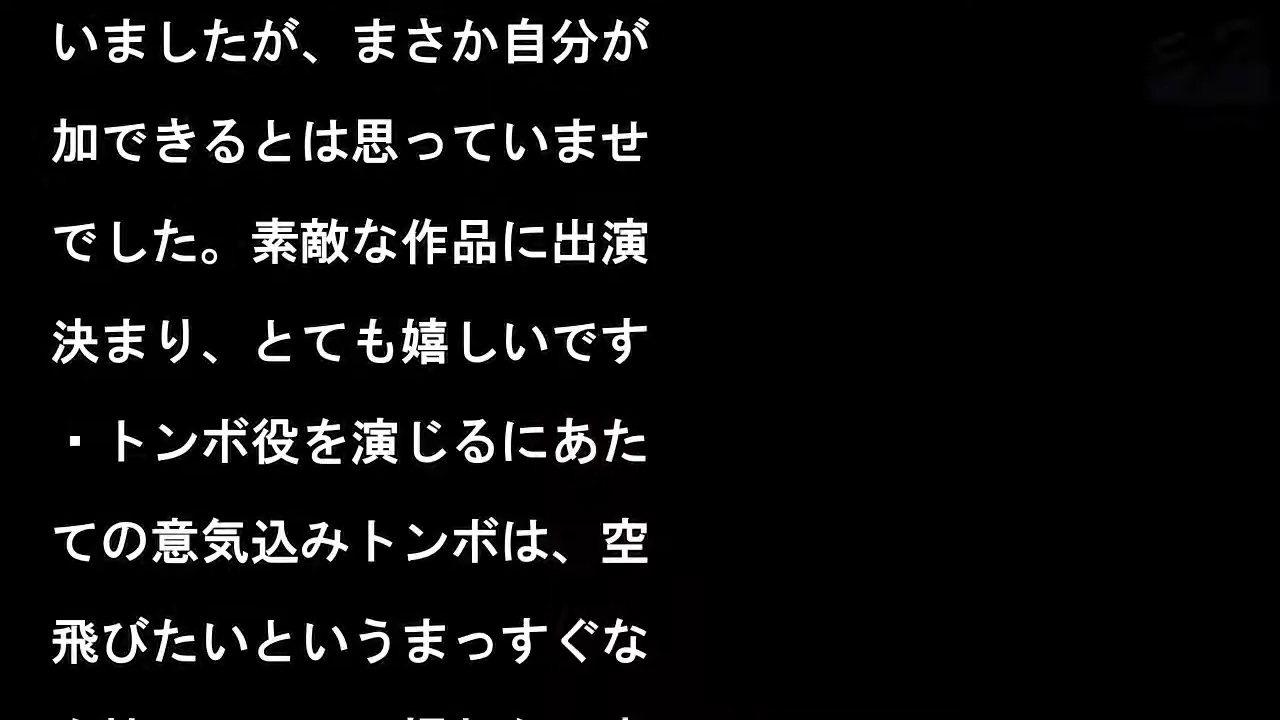 いましたが、まさか自分が
加できるとは思っていませ
でした。素敵な作品に出演
決まり、とても嬉しいです
・トンボ役を演じるにあた
ての意気込みトンボは、空
飛びたいというまっすぐな